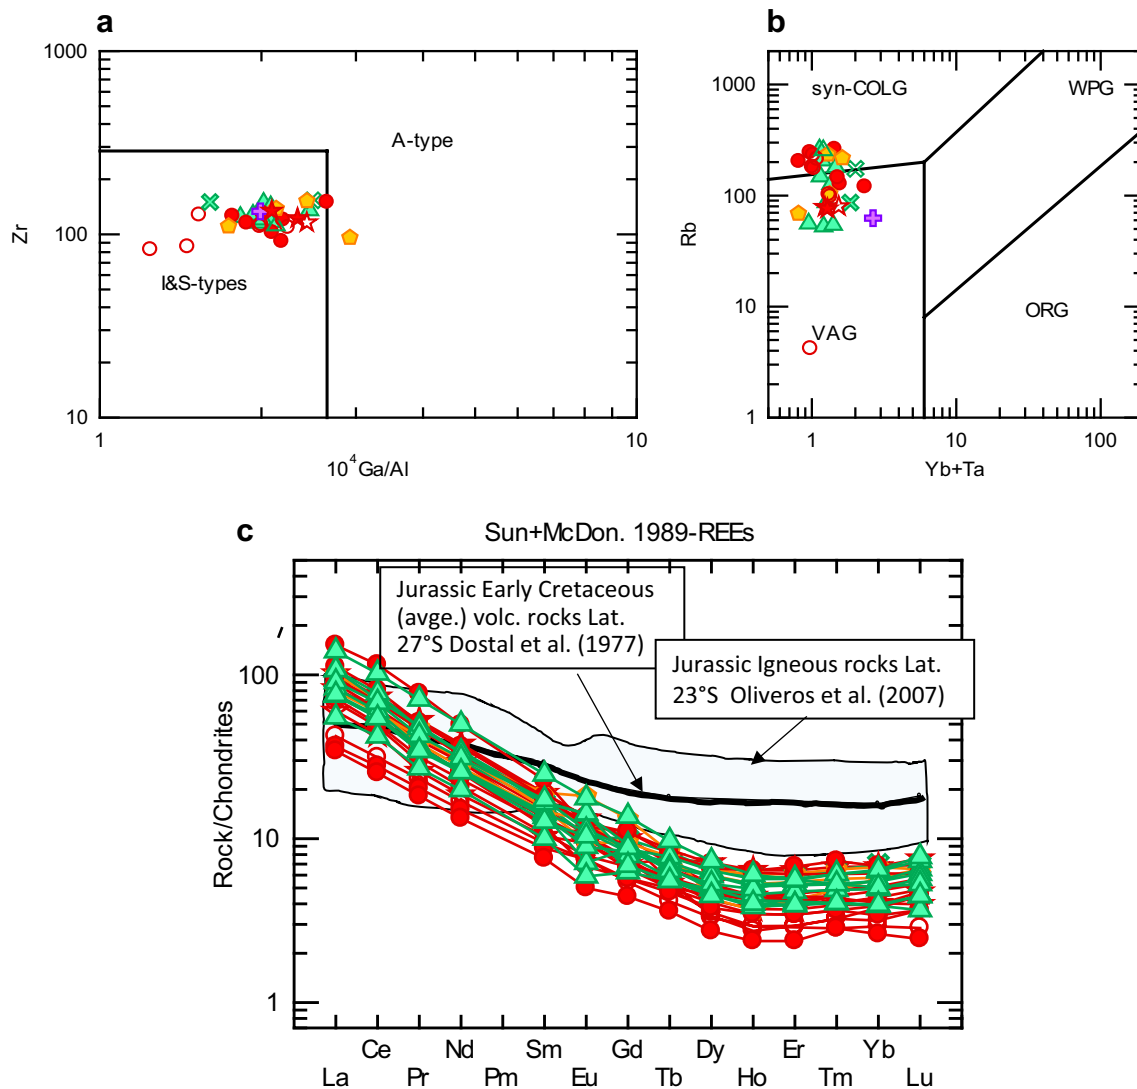 a
1000
100
10
Zr
A-type
I&S-types
1
10
10⁴Ga/Al
b
1000
100
10
1
Rb
syn-COLG
WPG
VAG
ORG
1
10
100
Yb+Ta
c
Sun+McDon. 1989-REEs
Jurassic Early Cretaceous
(avge.) volc. rocks Lat.
27°S Dostal et al. (1977)
Jurassic Igneous rocks Lat.
23°S Oliveros et al. (2007)
100
10
1
Rock/Chondrites
Ce Nd Sm Gd Dy Er Yb
La Pr Pm Eu Tb Ho Tm Lu